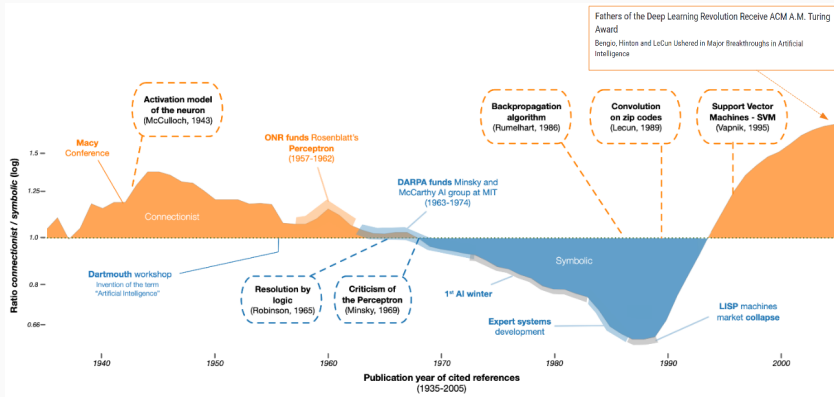 Fathers of the Deep Learning Revolution Receive ACM A.M. Turing
Award
Bengio, Hinton and LeCun Ushered in Major Breakthroughs in Artificial
Intelligence
Activation model
of the neuron
(McCulloch, 1943)
Backpropagation
algorithm
(Rumelhart, 1986)
Convolution
on zip codes
(Lecun, 1989)
Support Vector
Machines - SVM
(Vapnik, 1995)
Macy
Conference
ONR funds Rosenblatt's
Perceptron
(1957-1962)
DARPA funds Minsky and
McCarthy AI group at MIT
(1963-1974)
Ratio connectionist / symbolic (log)
1.5
1.25
1.0
0.8
0.66
Connectionist
Symbolic
Dartmouth workshop
Invention of the term
"Artificial Intelligence"
Resolution by
logic
(Robinson, 1965)
Criticism of
the Perceptron
(Minsky, 1969)
1st AI winter
Expert systems
development
LISP machines
market collapse
1940
1950
1960
1970
1980
1990
2000
Publication year of cited references
(1935-2005)